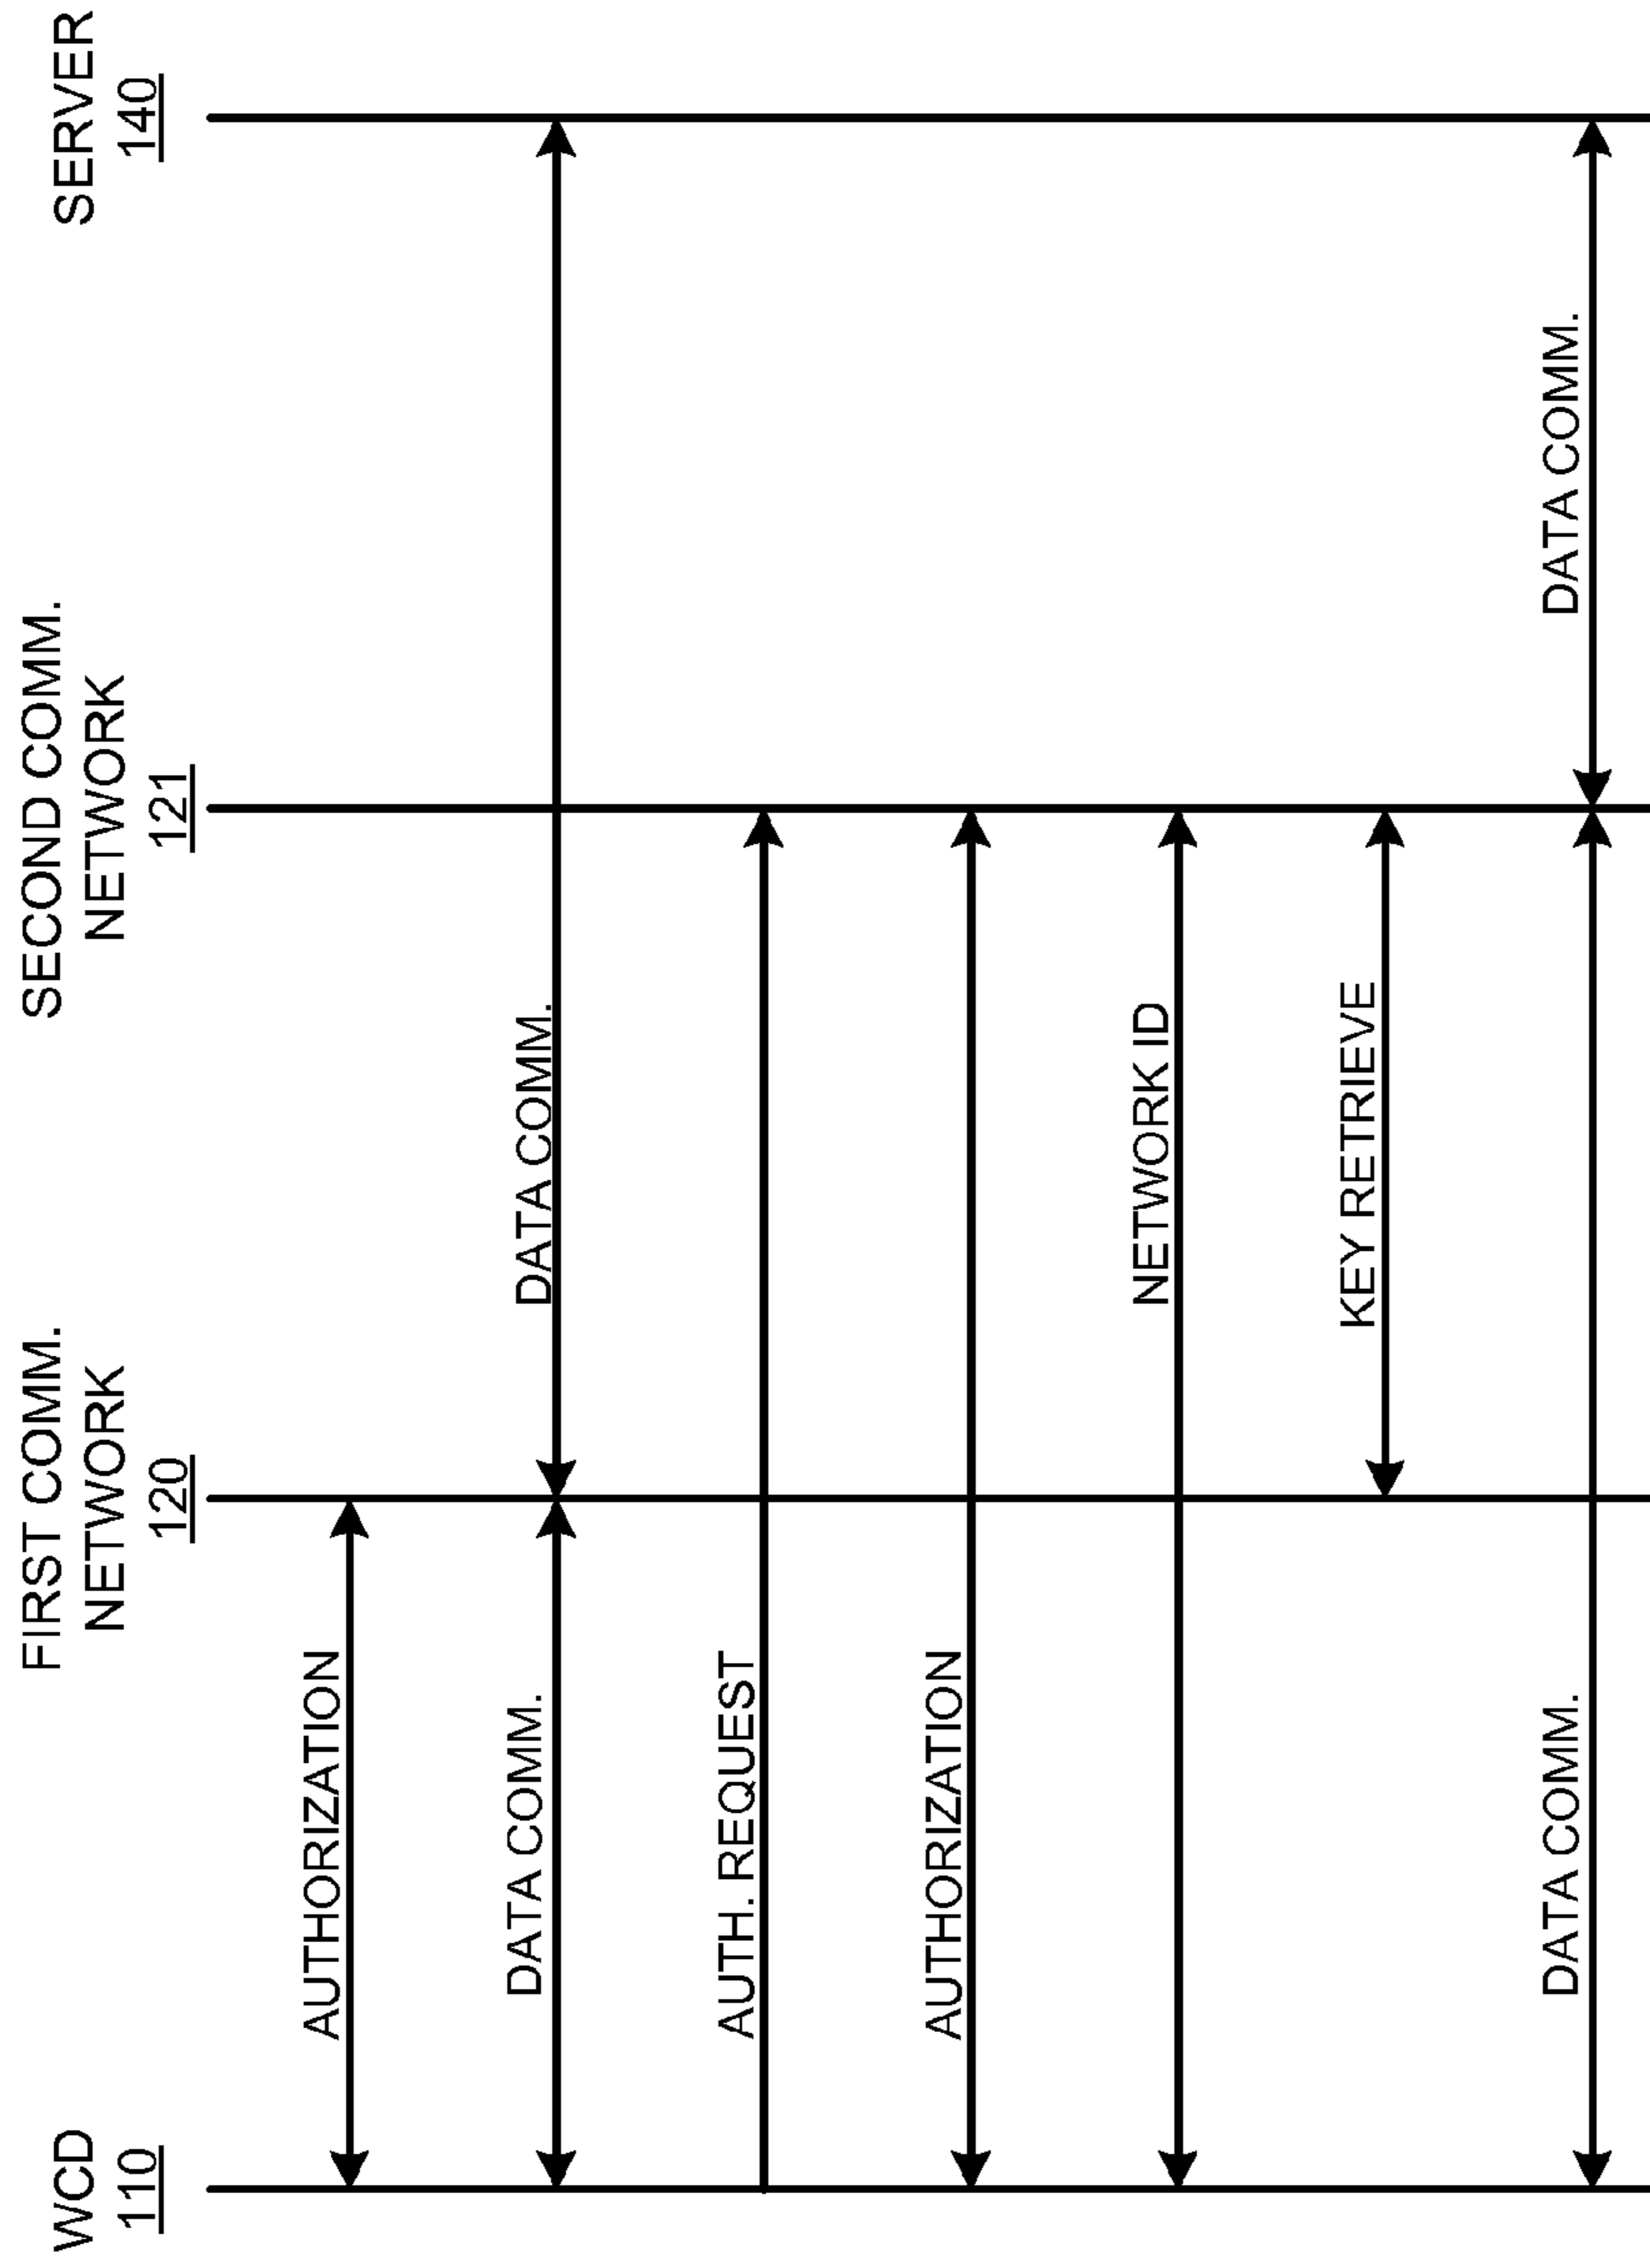 WCD
110
FIRST COMM.
NETWORK
120
SECOND COMM.
NETWORK
121
SERVER
140
AUTHORIZATION
DATA COMM.
DATA COMM.
AUTH. REQUEST
AUTHORIZATION
NETWORK ID
KEY RETRIEVE
DATA COMM.
DATA COMM.